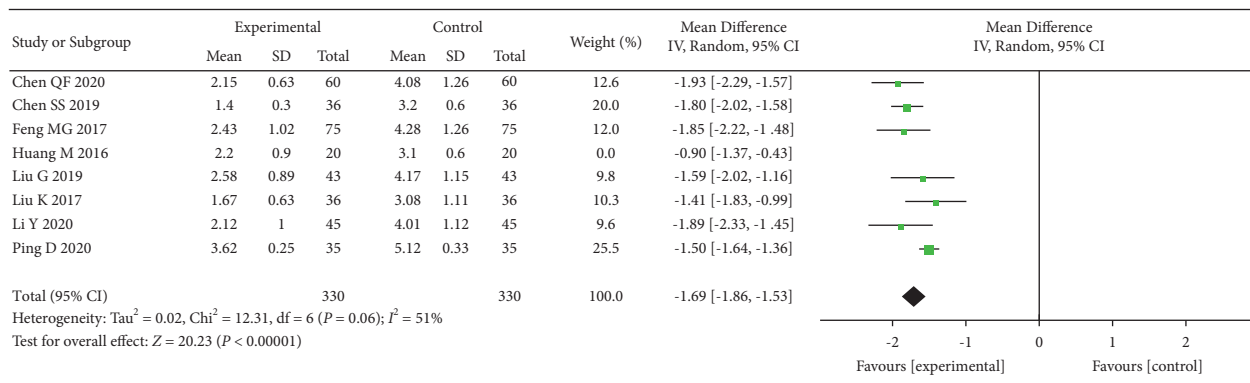 Experimental Control Mean Difference Mean Difference
Study or Subgroup Weight (%)
Mean SD Total Mean SD Total IV, Random, 95% CI IV, Random, 95% CI
Chen QF 2020 2.15 0.63 60 4.08 1.26 60 12.6 -1.93 [-2.29, -1.57)
Chen SS 2019 1.4 0.3 36 3.2 0.6 36 20.0 -1.80 [-2.02, -1.58]
Feng MG 2017 2.43 1.02 75 4.28 1.26 75 12.0 -1.85 [-2.22, -1 .48]
Huang M 2016 2.2 0.9 20 3.1 0.6 20 0.0 -0.90 [-1.37, -0.43]
Liu G 2019 2.58 0.89 43 4.17 1.15 43 9.8 -1.59 [-2.02, -1.16]
Liu K 2017 1.67 0.63 36 3.08 1.11 36 10.3 -1.41 [-1.83, -0.99]
Li Y 2020 2.12 1 45 4.01 1.12 45 9.6 -1.89 [-2.33, -1 .45]
Ping D 2020 3.62 0.25 35 5.12 0.33 35 25.5 -1.50 [-1.64, -1.36]
Total (95% CI) 330 330 100.0 -1.69 [-1.86, -1.53]
Heterogeneity: Tau² = 0.02, Chi² = 12.31, df = 6 (P = 0.06); I² = 51%
Test for overall effect: Z = 20.23 (P < 0.00001)
-2 -1 0 1 2
Favours [experimental] Favours [control]